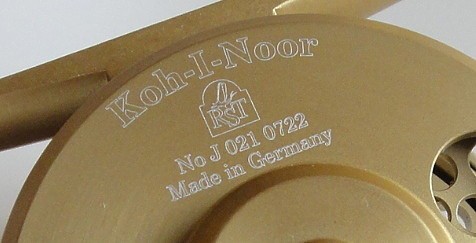 Koh-I-Noor
RST
No J 021 0722
Made in Germany